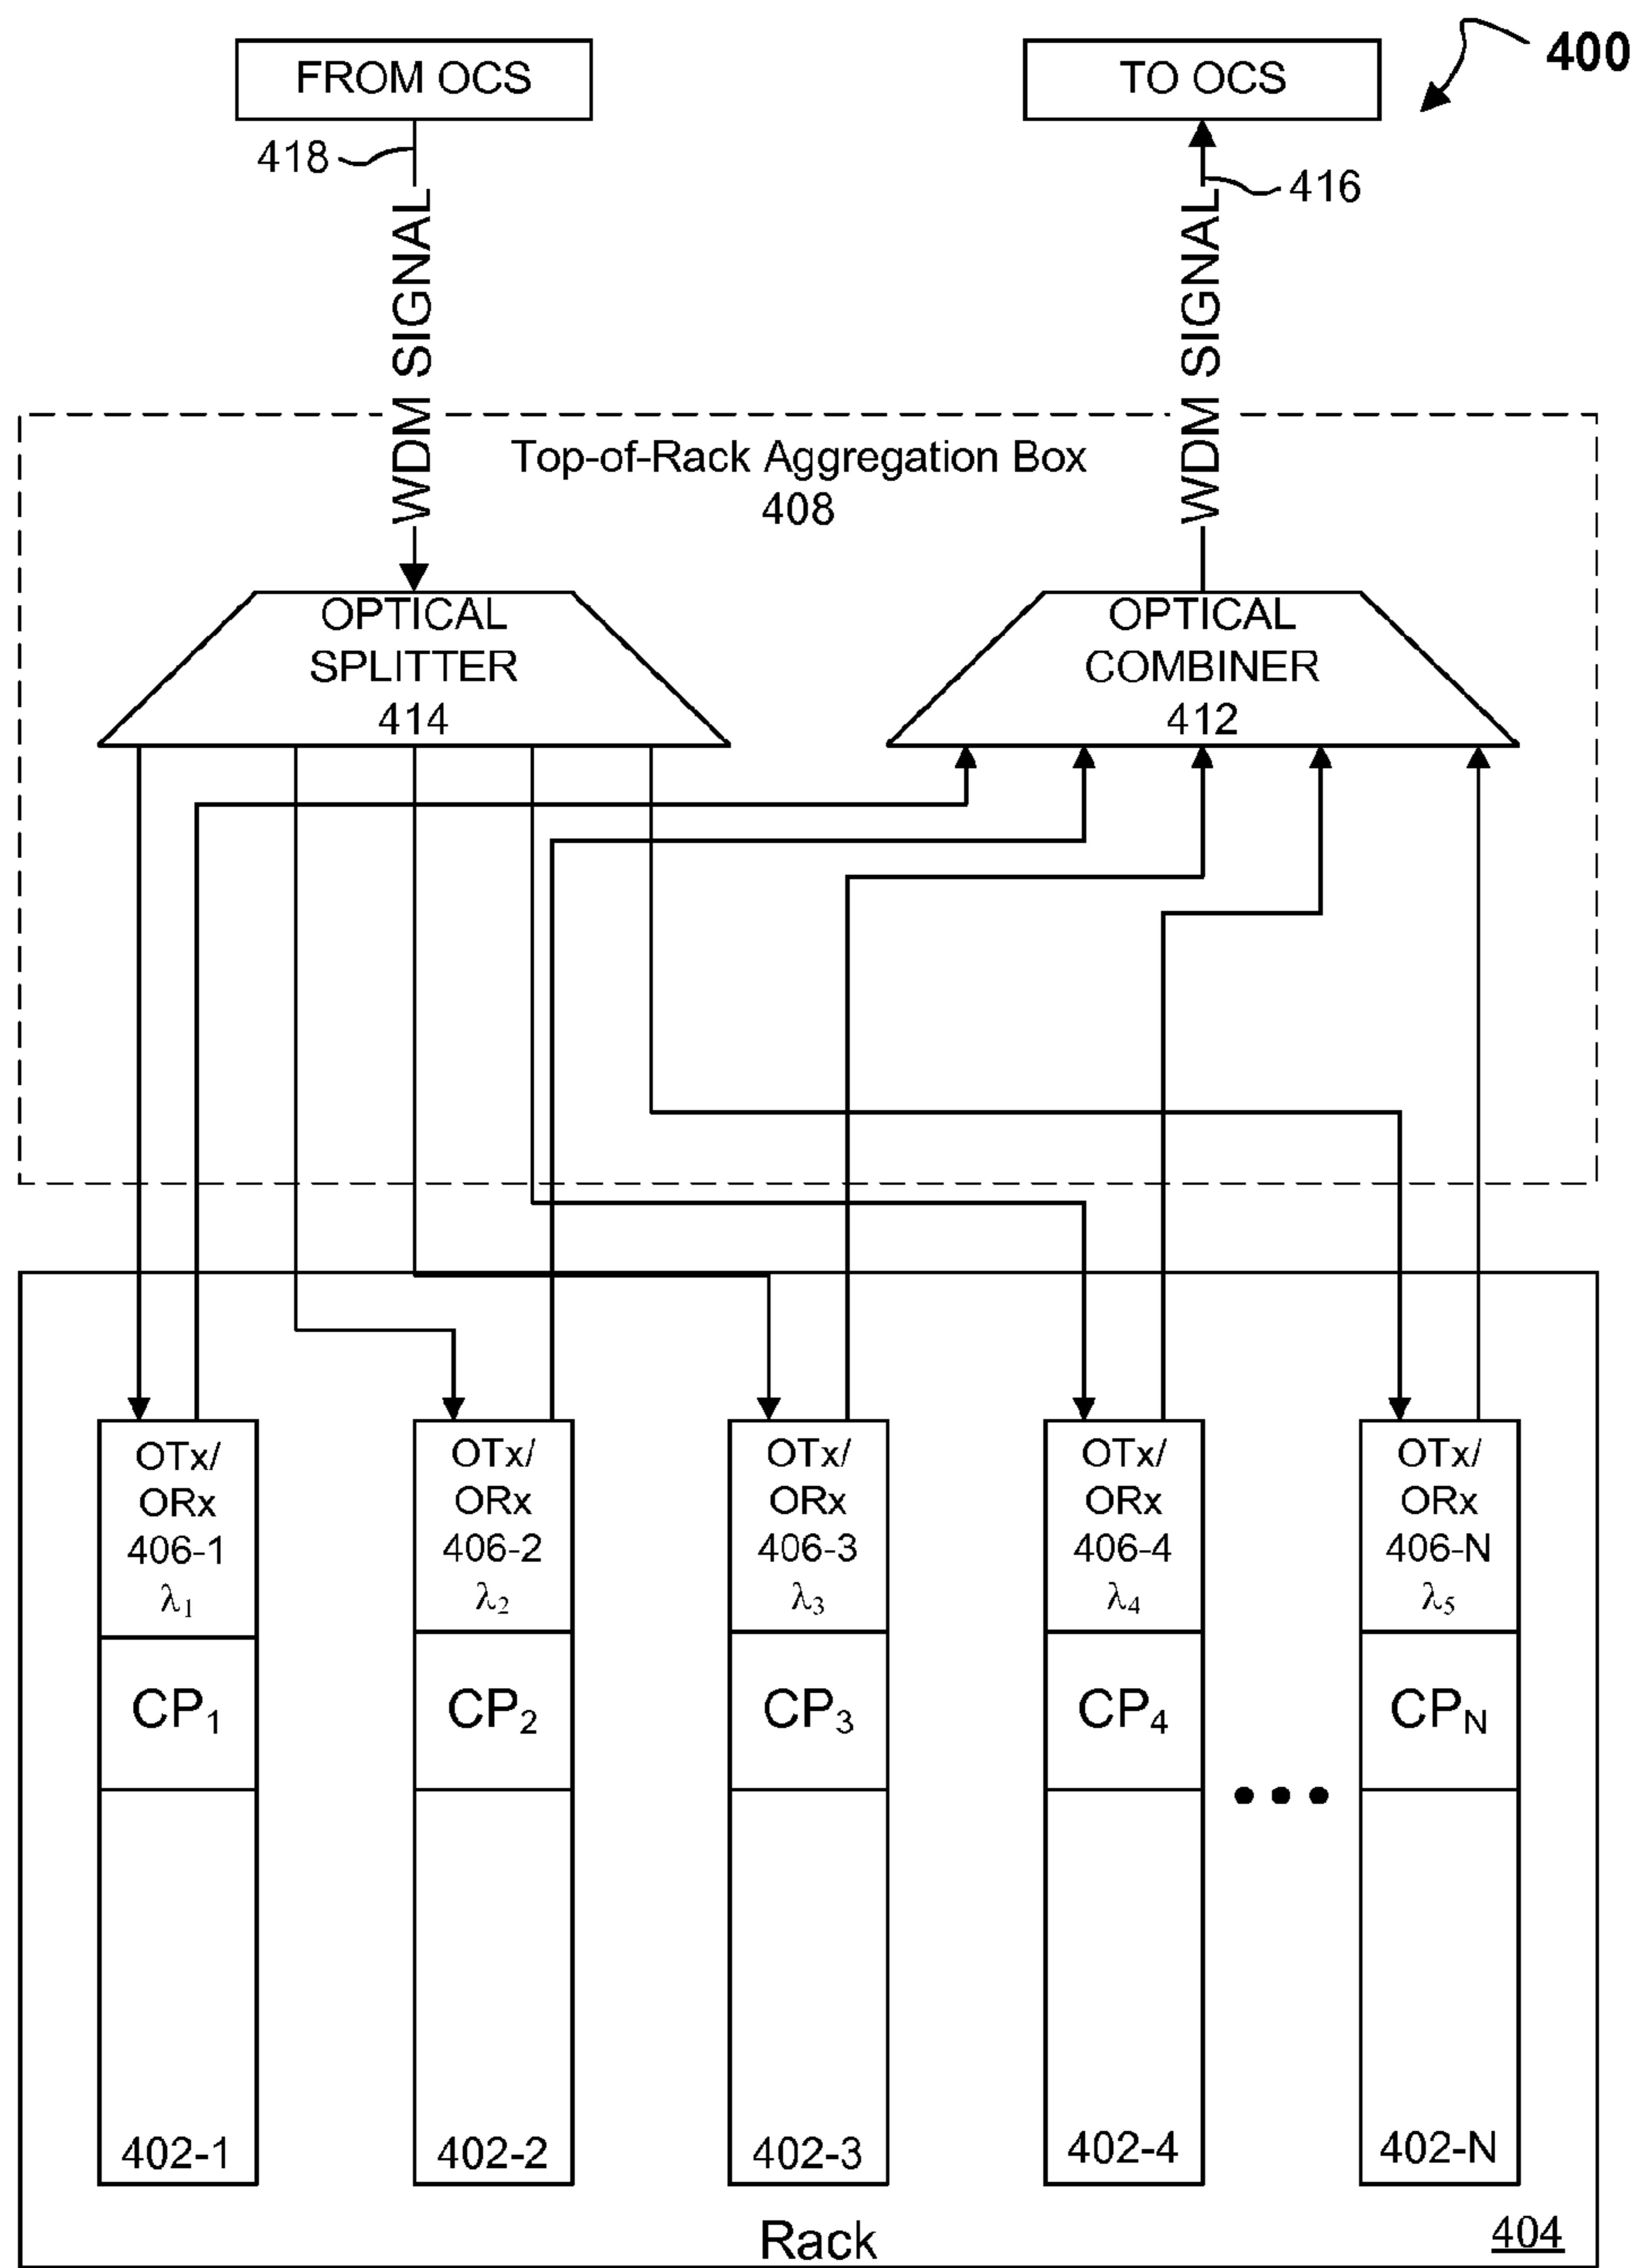 400
FROM OCS
TO OCS
418
416
WDM SIGNAL
WDM SIGNAL
Top-of-Rack Aggregation Box
408
OPTICAL
SPLITTER
414
OPTICAL
COMBINER
412
OTx/
ORx
406-1
λ₁
OTx/
ORx
406-2
λ₂
OTx/
ORx
406-3
λ₃
OTx/
ORx
406-4
λ₄
OTx/
ORx
406-N
λ₅
CP₁
CP₂
CP₃
CP₄
CP_N
402-1
402-2
402-3
402-4
402-N
Rack
404